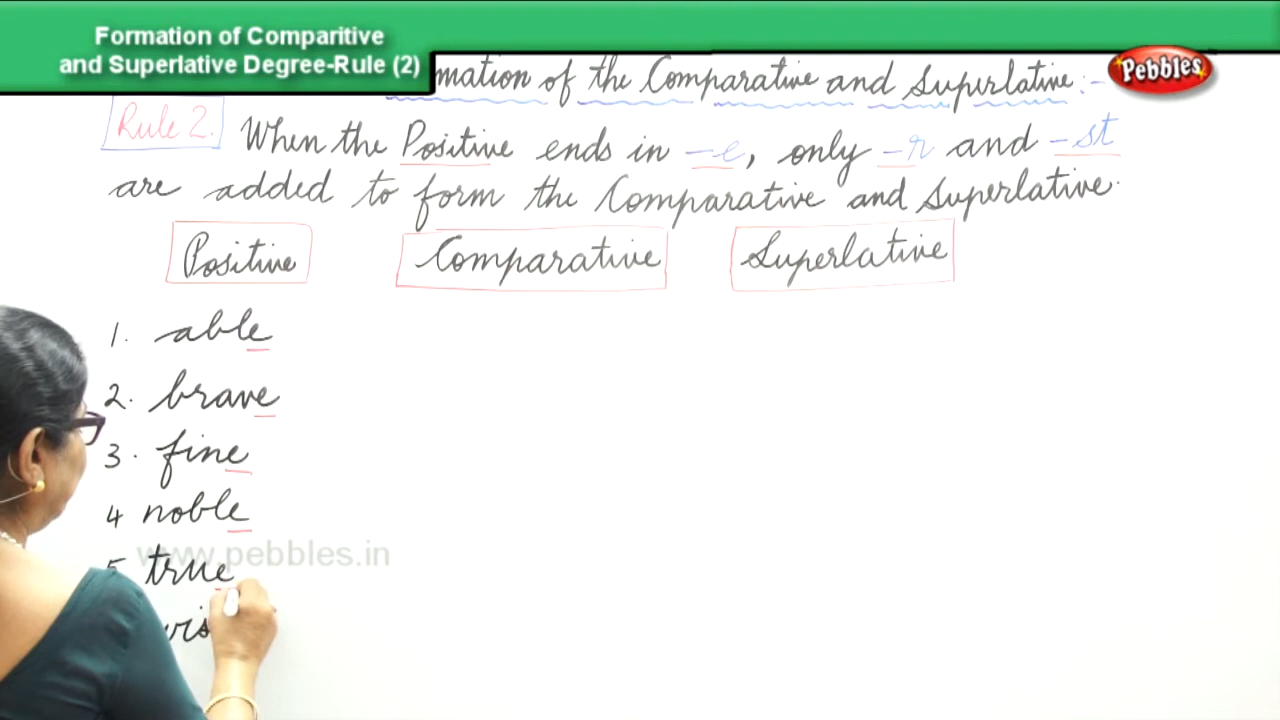 Formation of Comparitive
and Superlative Degree-Rule (2)
mation of the Comparative and Superlative:-
Pebbles
Rule 2. When the Positive ends in -e, only -r and -st
are added to form the Comparative and Superlative.
Positive Comparative Superlative
1. able
2. brave
3. fine
4 noble
www.pebbles.in
5 true